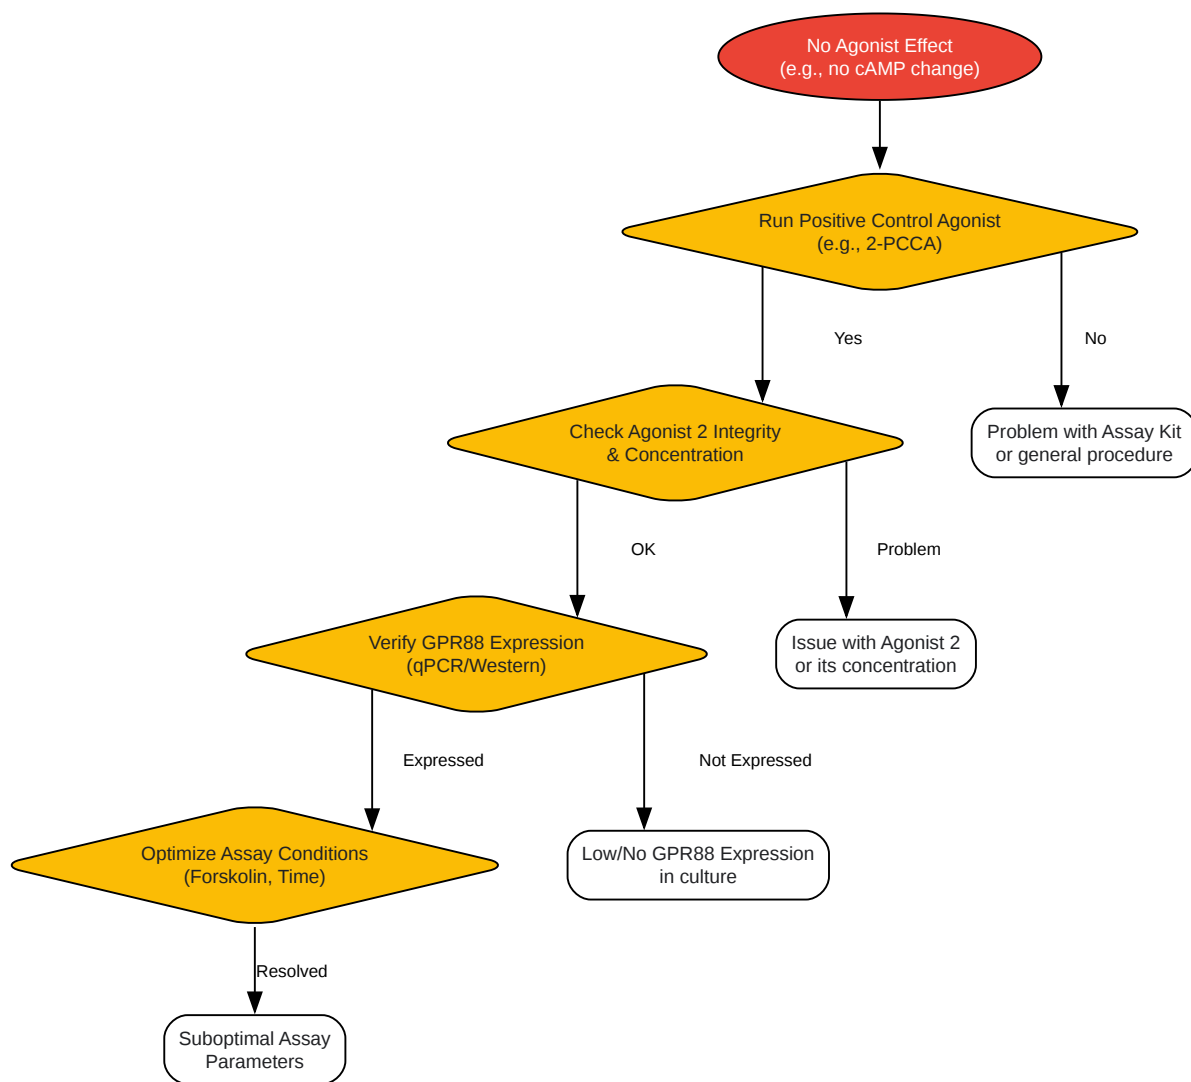 No Agonist Effect
(e.g., no cAMP change)
Run Positive Control Agonist
(e.g., 2-PCCA)
Yes
No
Check Agonist 2 Integrity
& Concentration
Problem with Assay Kit
or general procedure
OK
Problem
Verify GPR88 Expression
(qPCR/Western)
Issue with Agonist 2
or its concentration
Expressed
Not Expressed
Optimize Assay Conditions
(Forskolin, Time)
Low/No GPR88 Expression
in culture
Resolved
Suboptimal Assay
Parameters